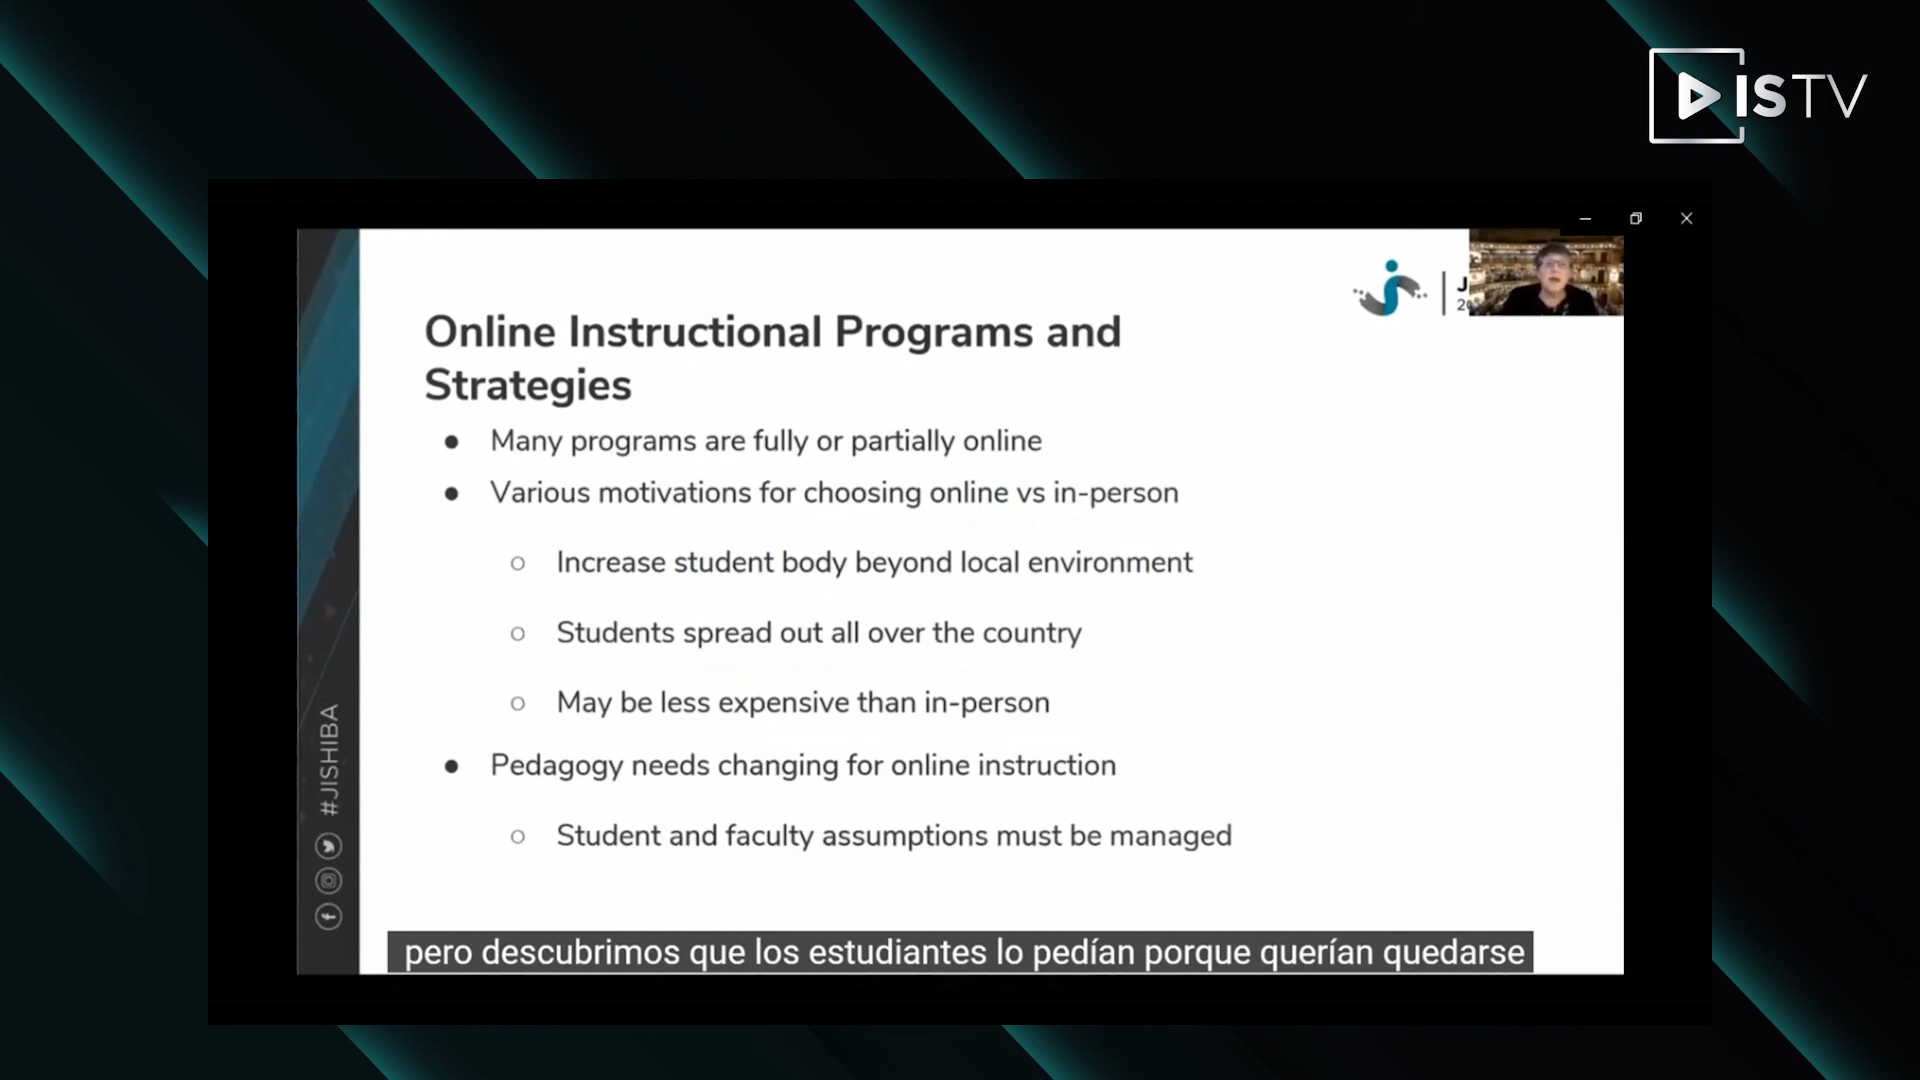 ISTV
Online Instructional Programs and
Strategies
● Many programs are fully or partially online
● Various motivations for choosing online vs in-person
○ Increase student body beyond local environment
○ Students spread out all over the country
○ May be less expensive than in-person
● Pedagogy needs changing for online instruction
○ Student and faculty assumptions must be managed
#JISHIBA
pero descubrimos que los estudiantes lo pedían porque querían quedarse